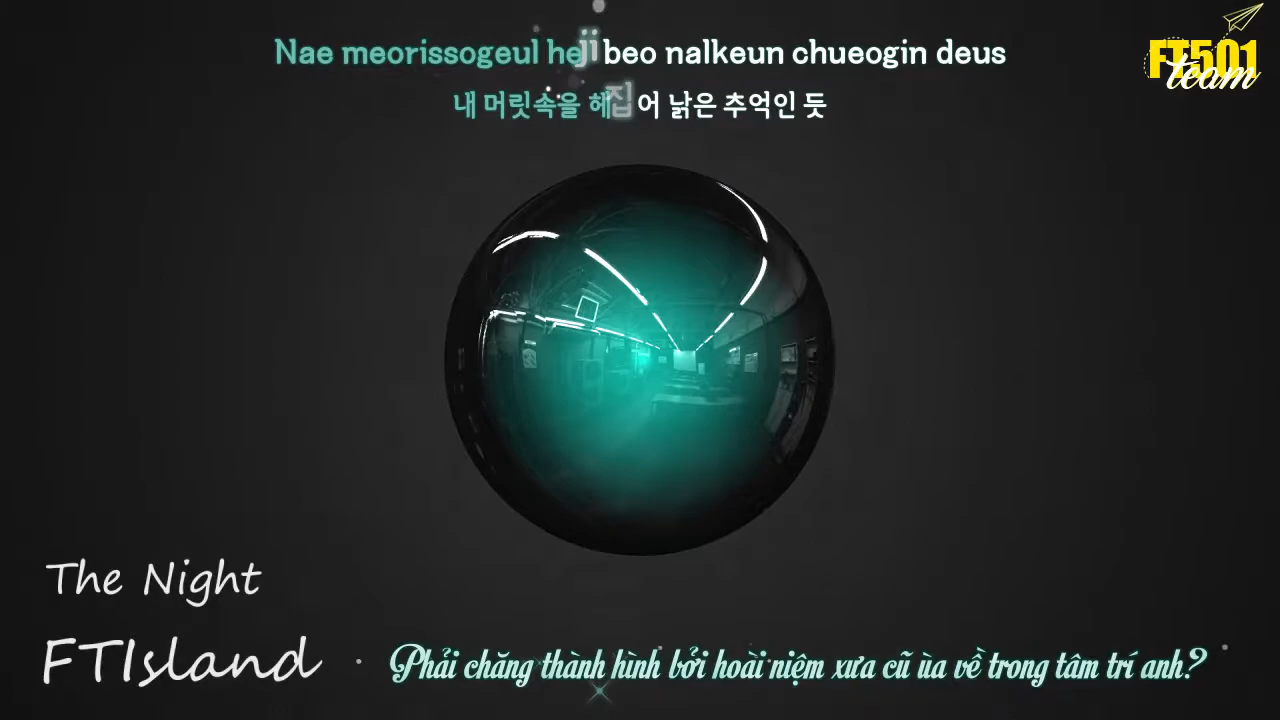 Nae meorissogeul heji beo nalkeun chueogin deus
내 머릿속을 헤집 어 낡은 추억인 듯
FT501
team
The Night
FTIsland
Phải chăng thành hình bởi hoài niệm xưa cũ ùa về trong tâm trí anh?